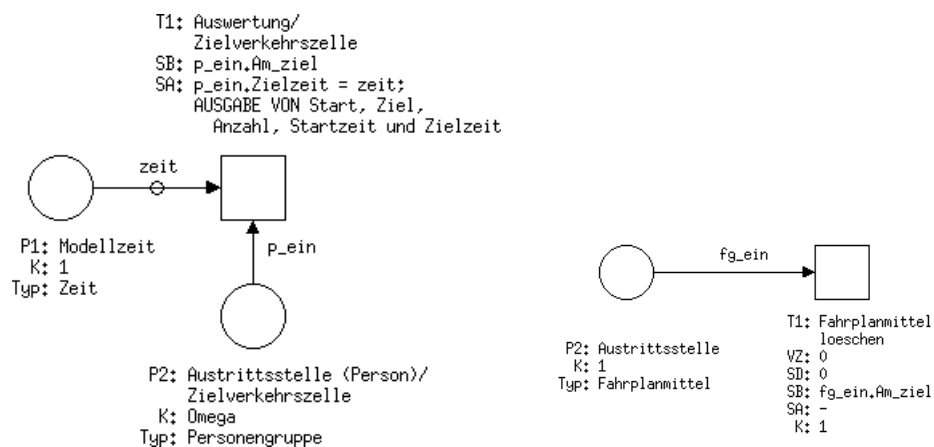 T1: Auswertung/
Zielverkehrszelle
SB: p_ein.Am_ziel
SA: p_ein.Zielzeit = zeit;
AUSGABE VON Start, Ziel,
Anzahl, Startzeit und Zielzeit
zeit
P1: Modellzeit
K: 1
Typ: Zeit
p_ein
P2: Austrittsstelle (Person)/
Zielverkehrszelle
K: Omega
Typ: Personengruppe
fg_ein
P2: Austrittsstelle
K: 1
Typ: Fahrplanmittel
T1: Fahrplanmittel
loeschen
VZ: 0
SD: 0
SB: fg_ein.Am_ziel
SA: -
K: 1